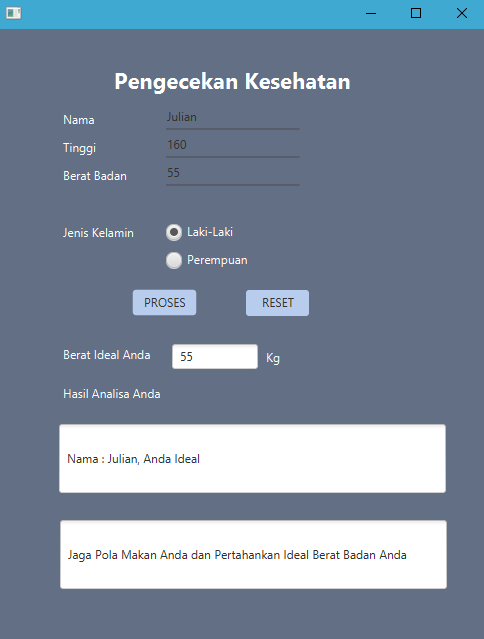 Pengecekan Kesehatan
Nama Julian
Tinggi 160
Berat Badan 55
Jenis Kelamin Laki-Laki
Perempuan
PROSES RESET
Berat Ideal Anda 55 Kg
Hasil Analisa Anda
Nama : Julian, Anda Ideal
Jaga Pola Makan Anda dan Pertahankan Ideal Berat Badan Anda